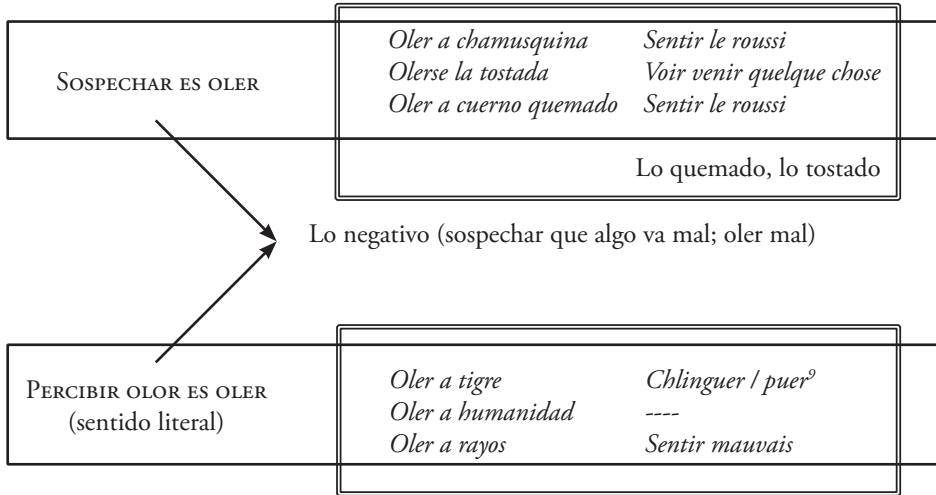 SOSPECHAR ES OLER
Oler a chamusquina Sentir le roussi
Olerse la tostada Voir venir quelque chose
Oler a cuerno quemado Sentir le roussi
Lo quemado, lo tostado
Lo negativo (sospechar que algo va mal; oler mal)
PERCIBIR OLOR ES OLER
(sentido literal)
Oler a tigre Chlinguer / puer⁹
Oler a humanidad ----
Oler a rayos Sentir mauvais